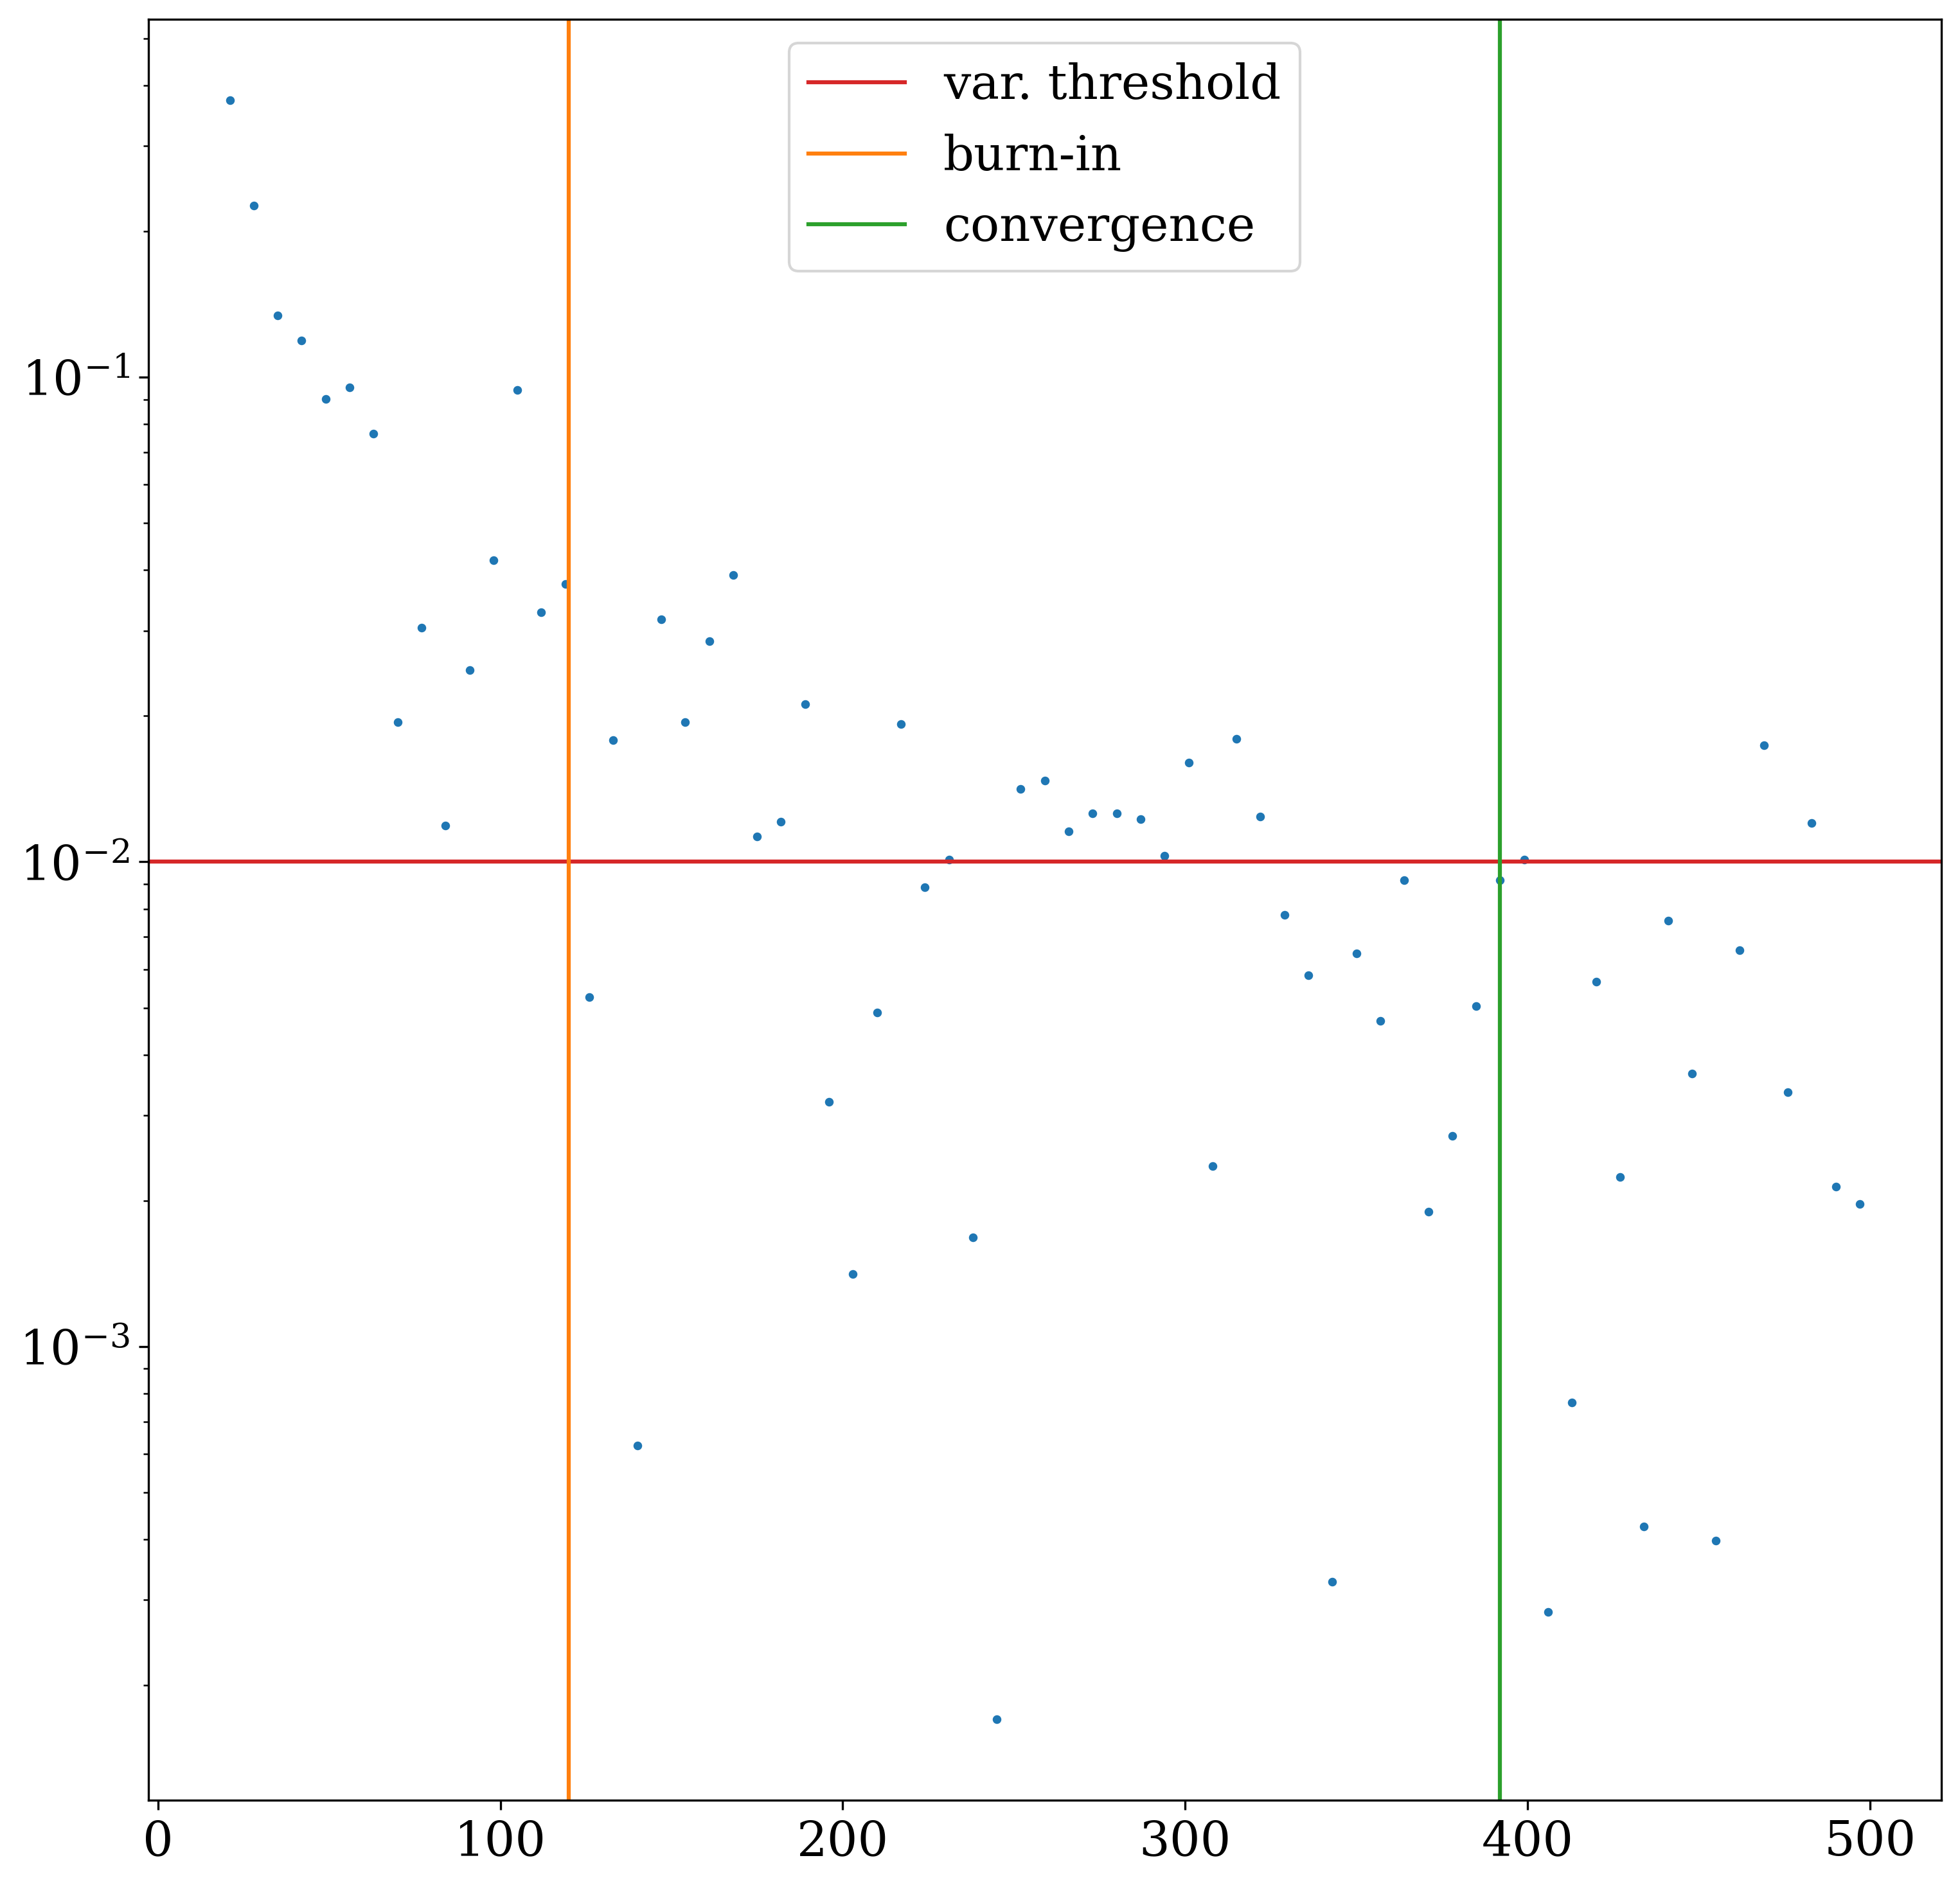 var. threshold
burn-in
convergence
10⁻¹
10⁻²
10⁻³
0 100 200 300 400 500